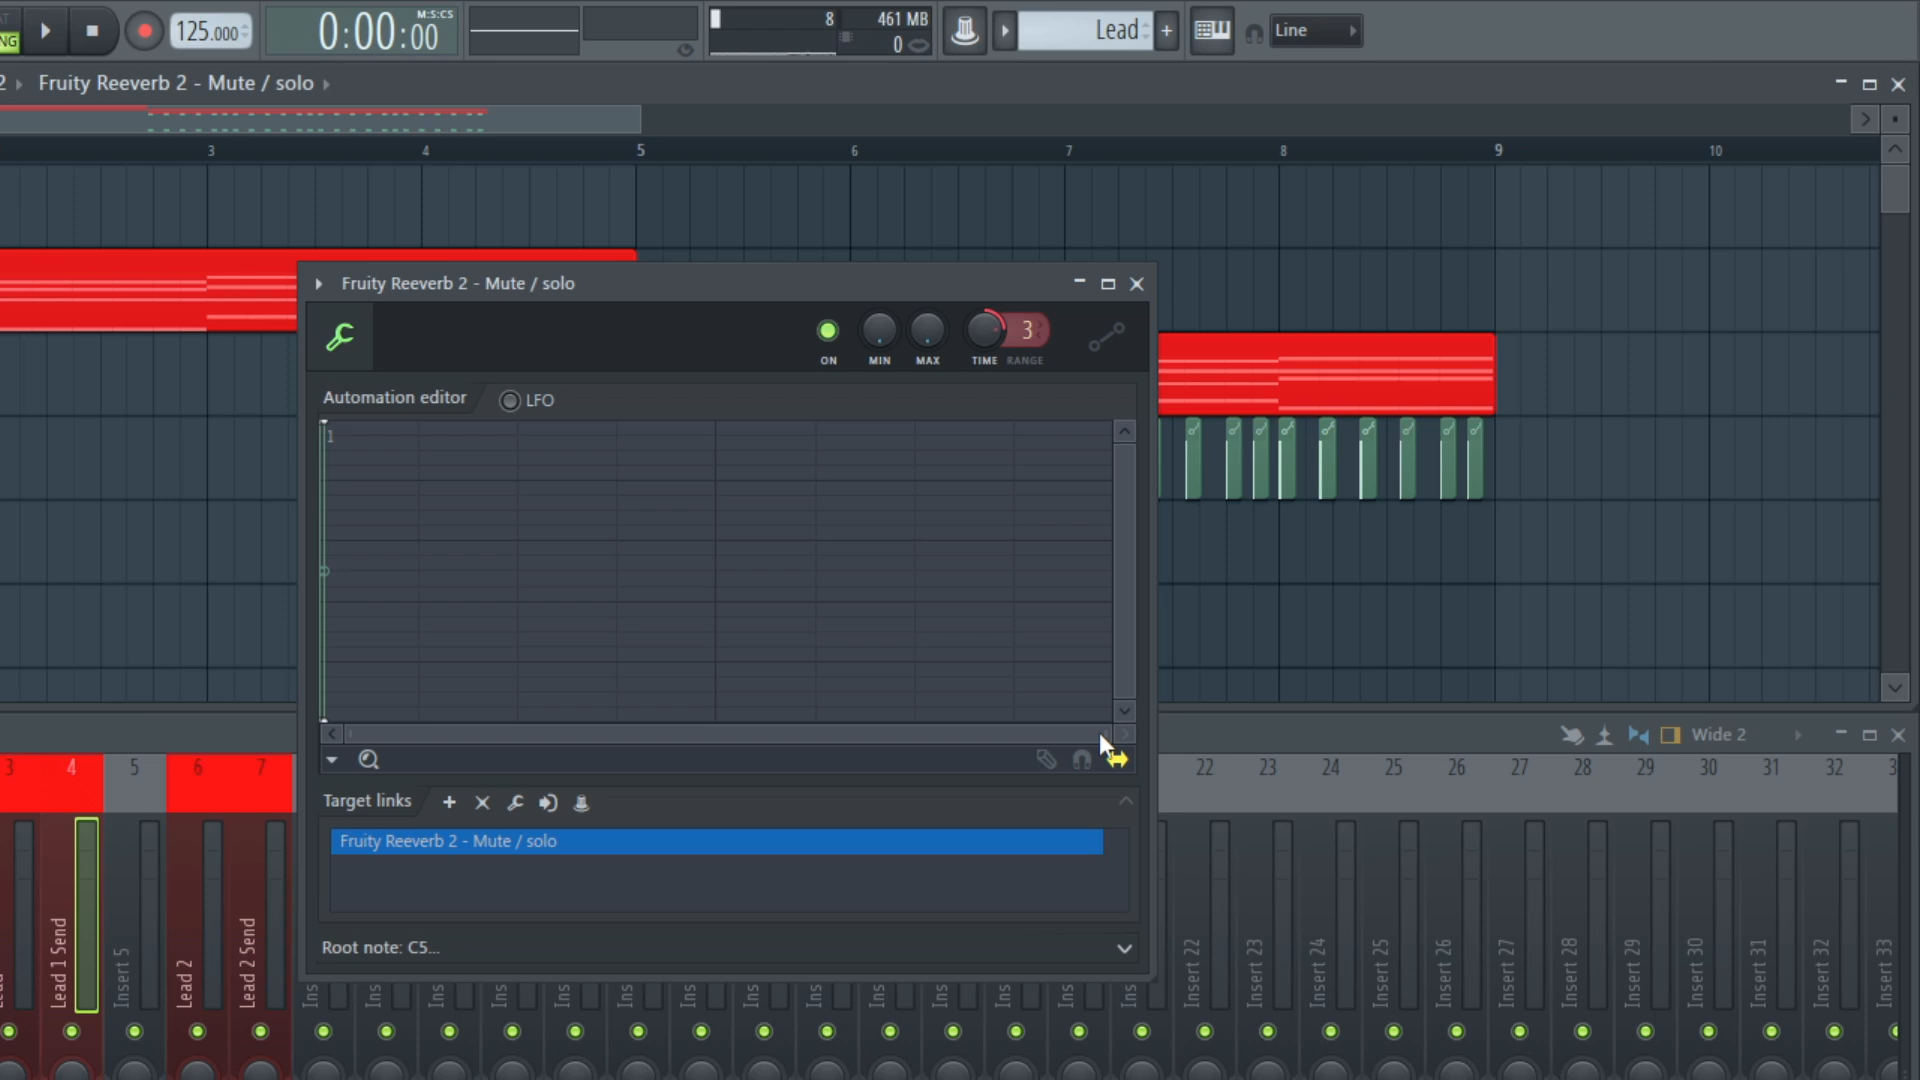 NG
125.000
0:00:00
M:S:CS
8
461 MB
0
Lead
+
Line
2
Fruity Reeverb 2 - Mute / solo
3 4 5 6 7 8 9 10
Fruity Reeverb 2 - Mute / solo
3
ON MIN MAX TIME RANGE
Automation editor
LFO
1
Wide 2
3 4 5 6 7
22 23 24 25 26 27 28 29 30 31 32 3
Target links
Fruity Reeverb 2 - Mute / solo
Root note: C5...
Lead 1 Send
Insert 5
Lead 2
Lead 2 Send
Ins Ins Ins Ins Ins Ins Ins Ins Ins Ins Ins Ins Ins Ins
Insert 22
Insert 23
Insert 24
Insert 25
Insert 26
Insert 27
Insert 28
Insert 29
Insert 30
Insert 31
Insert 32
Insert 33